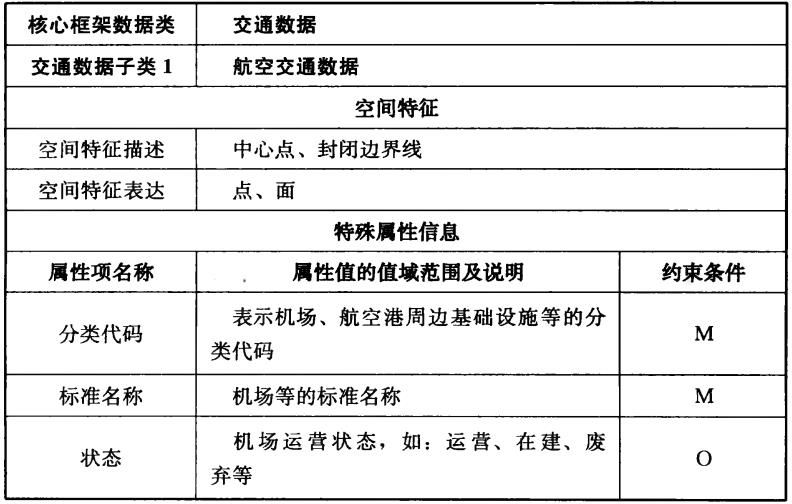 核心框架数据类 交通数据
交通数据子类 1 航空交通数据
空间特征
空间特征描述 中心点、封闭边界线
空间特征表达 点、面
特殊属性信息
属性项名称 属性值的值域范围及说明 约束条件
分类代码 表示机场、航空港周边基础设施等的分 M
类代码
标准名称 机场等的标准名称 M
状态 机场运营状态，如：运营、在建、废 O
弃等